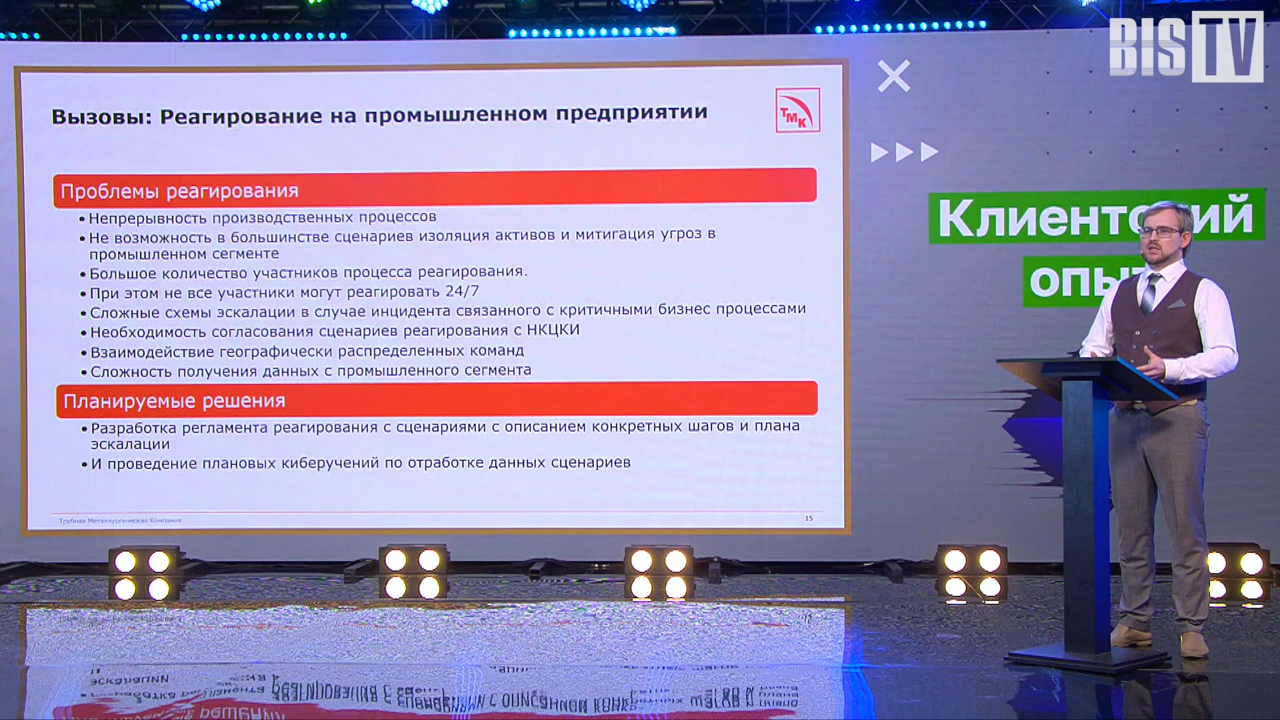 BIS TV
Вызовы: Реагирование на промышленном предприятии
ТМК
Проблемы реагирования
• Непрерывность производственных процессов
• Не возможность в большинстве сценариев изоляция активов и митигация угроз в
промышленном сегменте
• Большое количество участников процесса реагирования.
• При этом не все участники могут реагировать 24/7
• Сложные схемы эскалации в случае инцидента связанного с критичными бизнес процессами
• Необходимость согласования сценариев реагирования с НКЦКИ
• Взаимодействие географически распределенных команд
• Сложность получения данных с промышленного сегмента
Планируемые решения
• Разработка регламента реагирования с сценариями с описанием конкретных шагов и плана
эскалации
• И проведение плановых киберучений по отработке данных сценариев
Трубная Металлургическая Компания
15
Клиентский
опыт